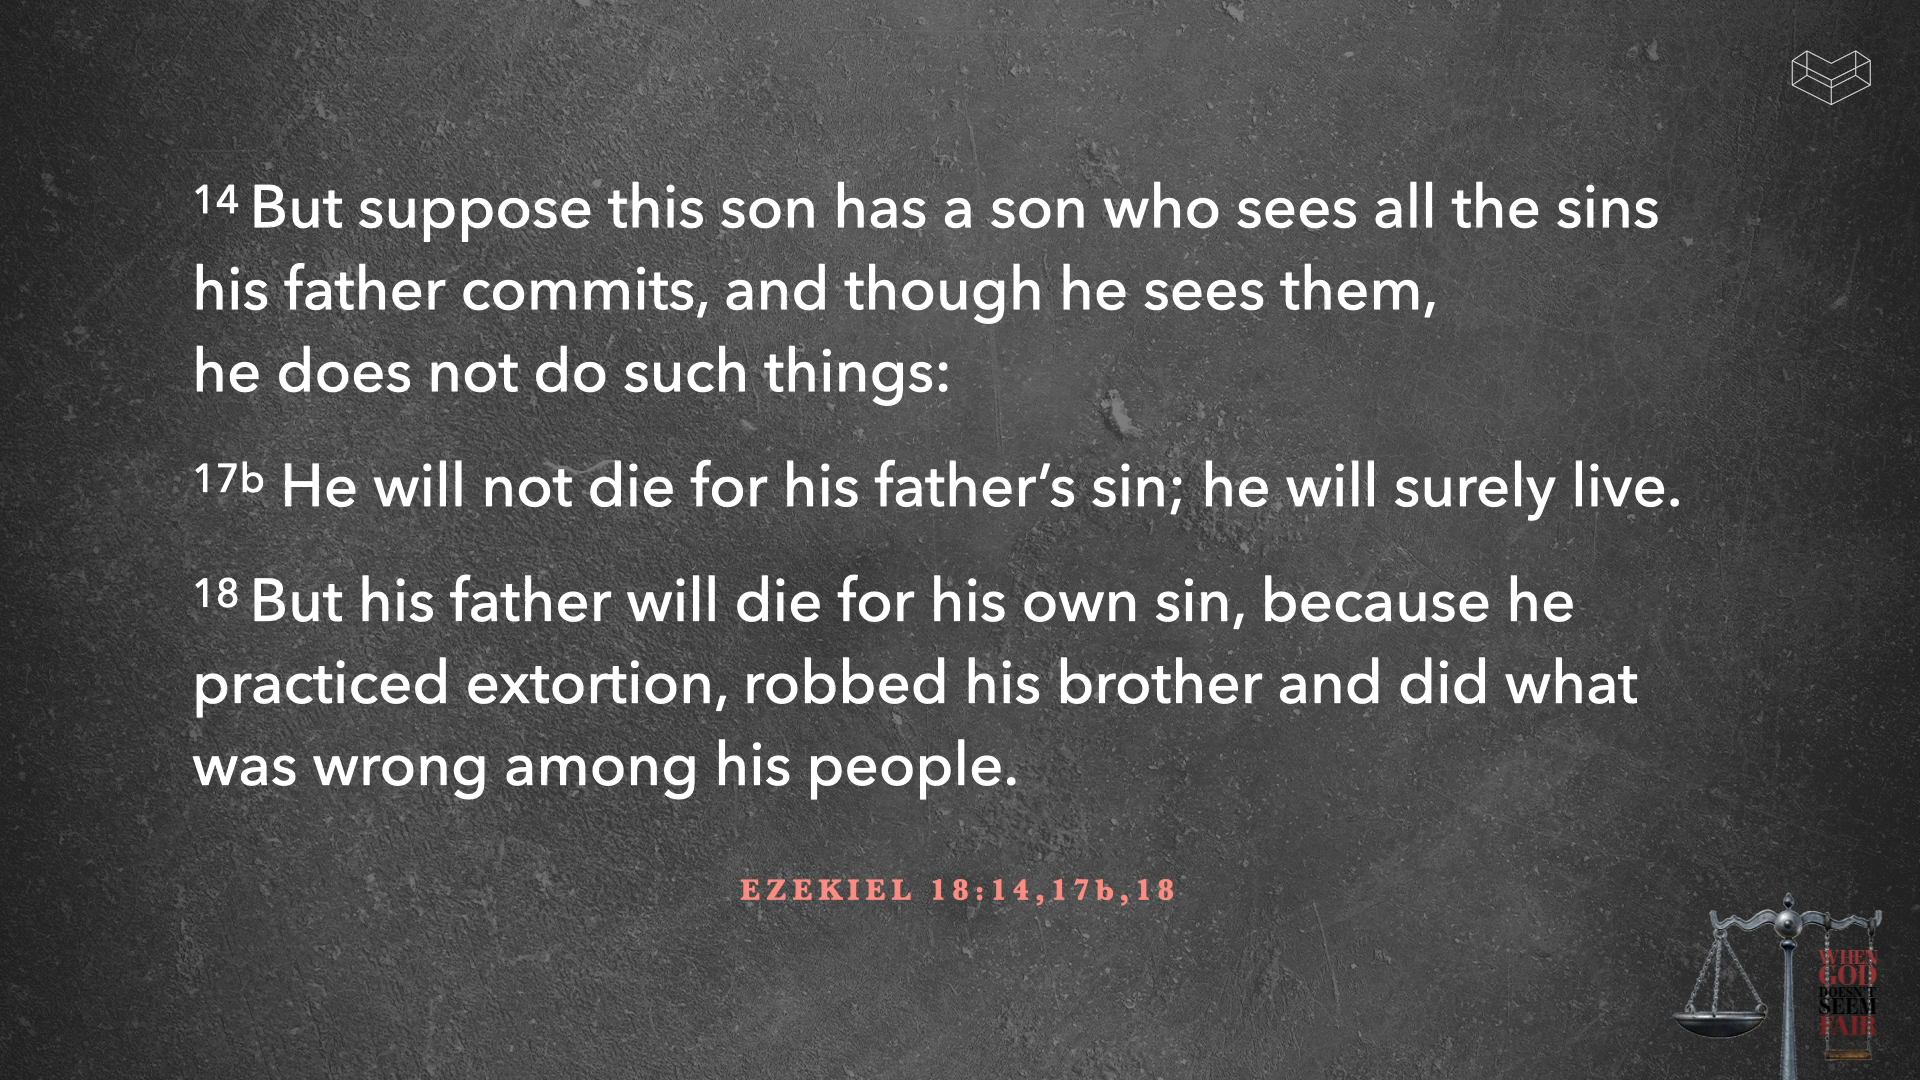 14 But suppose this son has a son who sees all the sins
his father commits, and though he sees them,
he does not do such things:
17b He will not die for his father’s sin; he will surely live.
18 But his father will die for his own sin, because he
practiced extortion, robbed his brother and did what
was wrong among his people.
EZEKIEL 18:14,17b,18
WHEN
GOD
DOESN'T
SEEM
FAIR